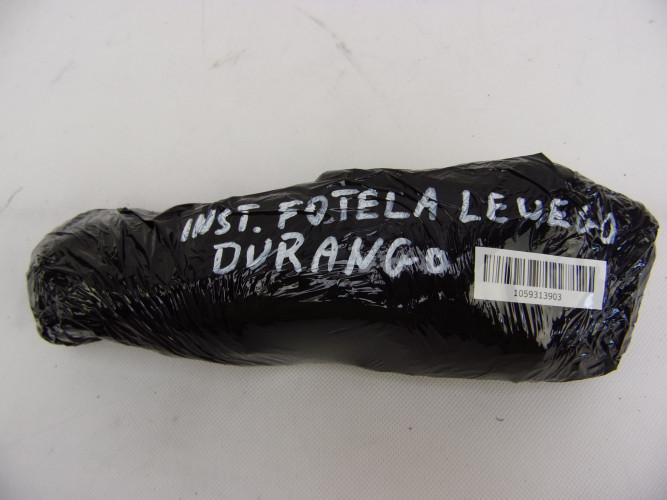 INST. FOTELA LEWEGO
DURANGO
1059313903